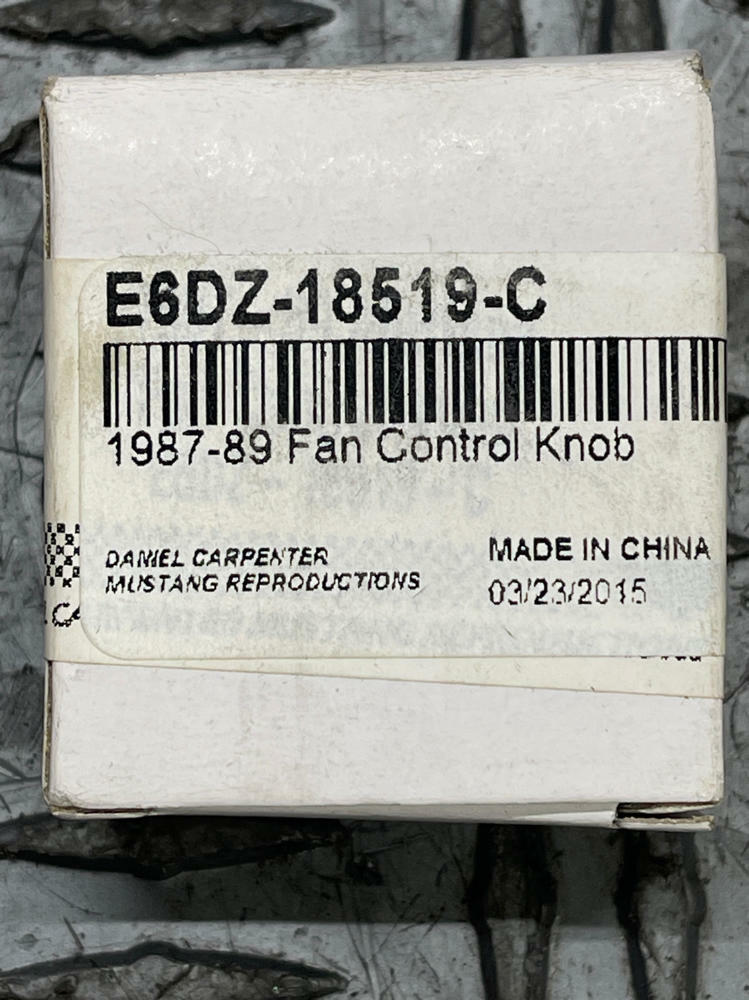 E6DZ-18519-C
1987-89 Fan Control Knob
DANIEL CARPENTER
MUSTANG REPRODUCTIONS
MADE IN CHINA
03/23/2015